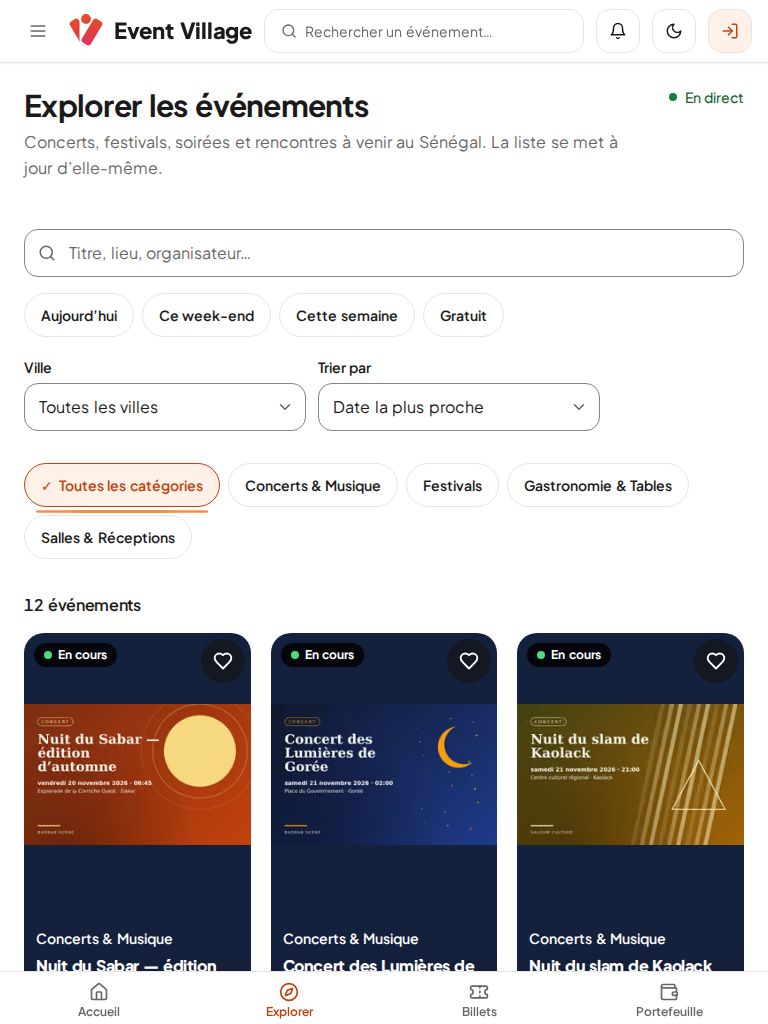 Event Village
Rechercher un événement…
Explorer les événements
En direct
Concerts, festivals, soirées et rencontres à venir au Sénégal. La liste se met à
jour d’elle-même.
Titre, lieu, organisateur…
Aujourd’hui
Ce week-end
Cette semaine
Gratuit
Ville
Trier par
Toutes les villes
Date la plus proche
✓ Toutes les catégories
Concerts & Musique
Festivals
Gastronomie & Tables
Salles & Réceptions
12 événements
En cours
CONCERT
Nuit du Sabar —
édition
d’automne
vendredi 20 novembre 2026 · 06:45
Esplanade de la Corniche Ouest · Dakar
BAOBAB SCÈNE
Concerts & Musique
Nuit du Sabar — édition
En cours
CONCERT
Concert des
Lumières de
Gorée
samedi 21 novembre 2026 · 02:00
Place du Gouvernement · Gorée
BAOBAB SCÈNE
Concerts & Musique
Concert des Lumières de
En cours
CONCERT
Nuit du slam de
Kaolack
samedi 21 novembre 2026 · 21:00
Centre culturel régional · Kaolack
SALOUM CULTURE
Concerts & Musique
Nuit du slam de Kaolack
Accueil
Explorer
Billets
Portefeuille